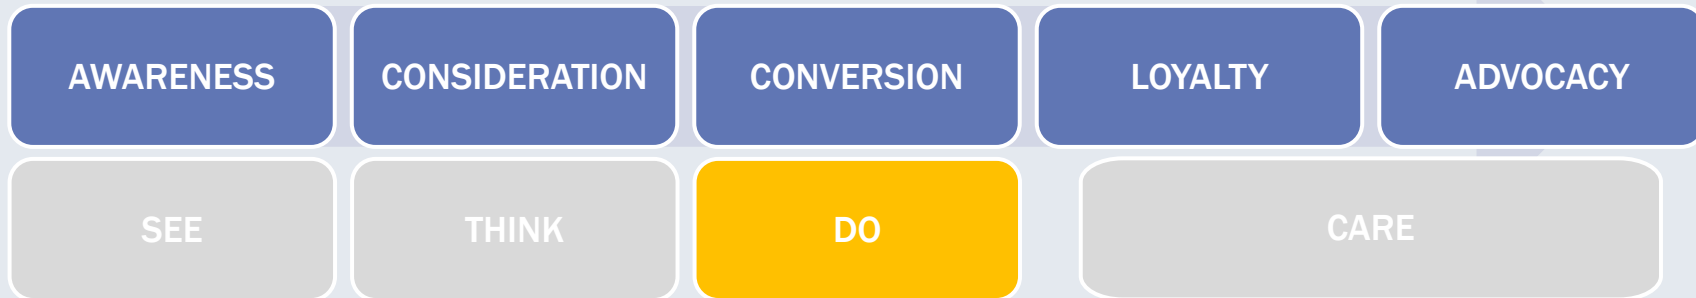 AWARENESS
CONSIDERATION
CONVERSION
LOYALTY
ADVOCACY
SEE
THINK
DO
CARE